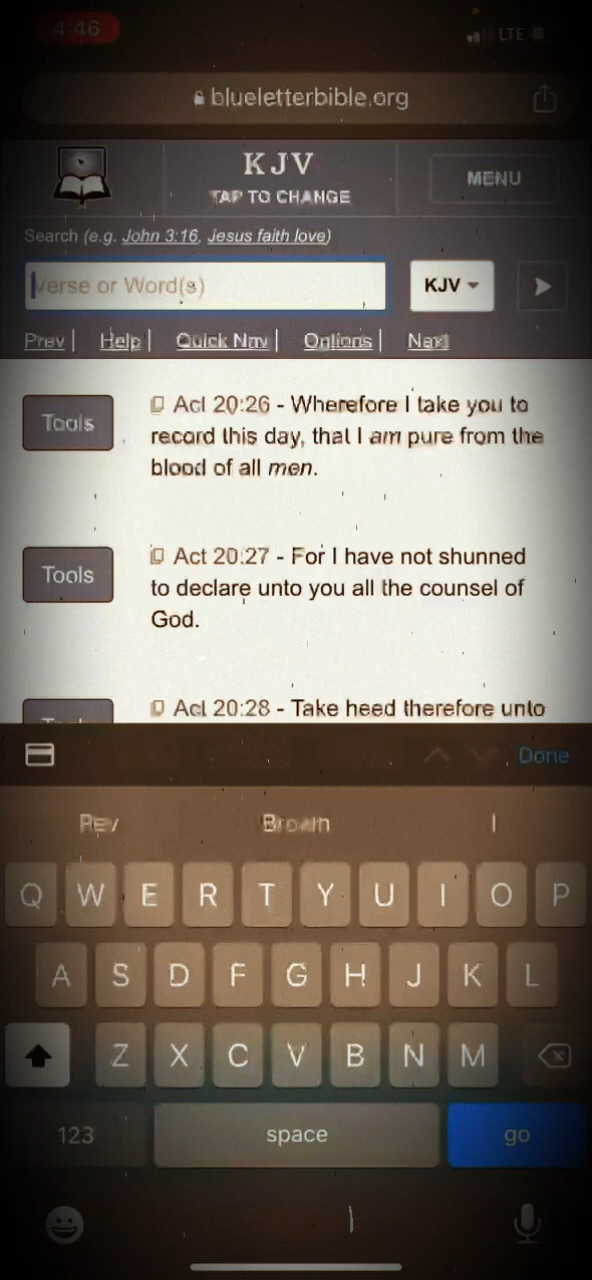 4:46
LTE
blueletterbible.org
KJV
TAP TO CHANGE
MENU
Search (e.g. John 3:16, Jesus faith love)
Verse or Word(s)
KJV
Prev | Help | Quick Nav | Options | Next
Tools
Act 20:26 - Wherefore I take you to
record this day, that I am pure from the
blood of all men.
Tools
Act 20:27 - For I have not shunned
to declare unto you all the counsel of
God.
Act 20:28 - Take heed therefore unto
Done
Rev Brown I
Q W E R T Y U I O P
A S D F G H J K L
Z X C V B N M
123 space go